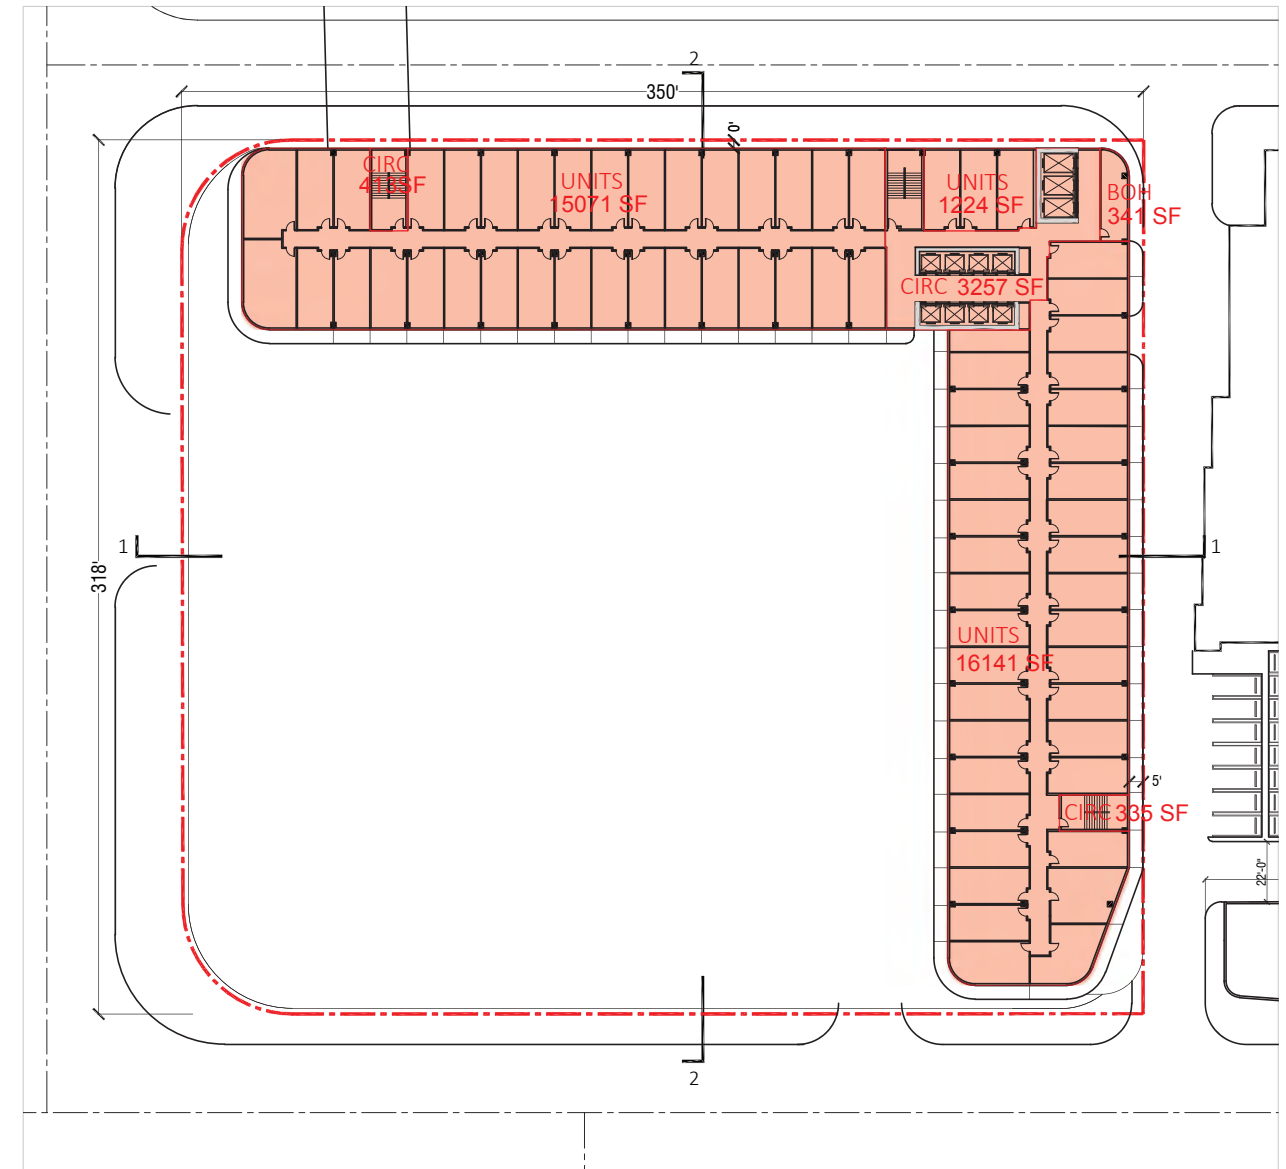 2
350'
0'
CIRC
418SF
UNITS
15071 SF
UNITS
1224 SF
BOH
341 SF
CIRC 3257 SF
1
1
318'
UNITS
16141 SF
5'
CIRC 335 SF
22'-0"
2